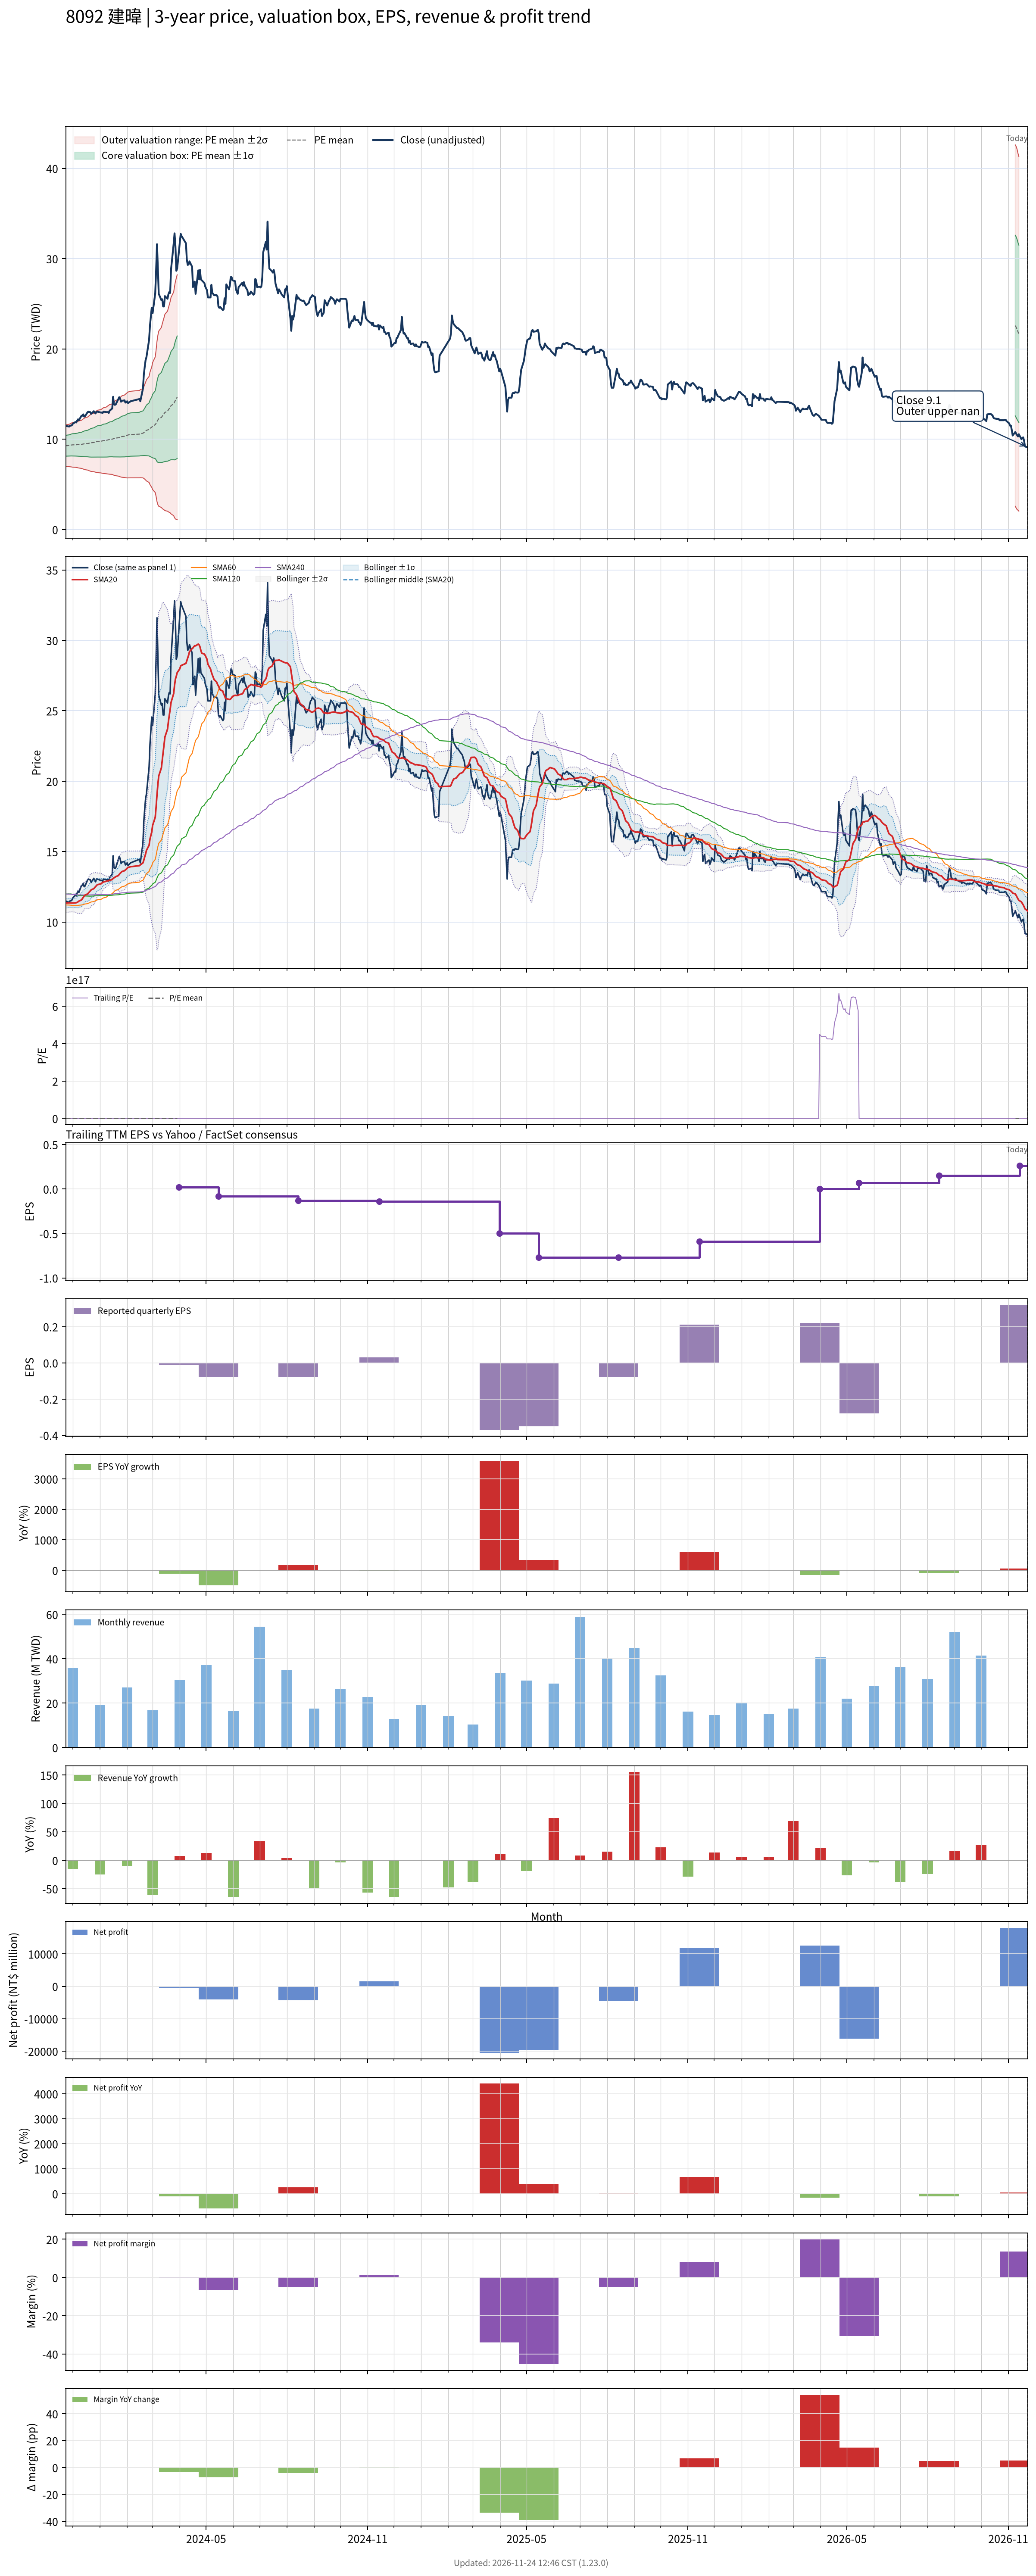 8092 建暐 | 3-year price, valuation box, EPS, revenue & profit trend
Outer valuation range: PE mean ±2σ
PE mean
Close (unadjusted)
Core valuation box: PE mean ±1σ
Today
Price (TWD)
40
30
20
10
0
Close 9.1
Outer upper nan
Close (same as panel 1)
SMA60
SMA240
Bollinger ±1σ
SMA20
SMA120
Bollinger ±2σ
Bollinger middle (SMA20)
Price
35
30
25
20
15
10
1e17
Trailing P/E
P/E mean
P/E
6
4
2
0
Trailing TTM EPS vs Yahoo / FactSet consensus
Today
EPS
0.5
0.0
-0.5
-1.0
Reported quarterly EPS
EPS
0.2
0.0
-0.2
-0.4
EPS YoY growth
YoY (%)
3000
2000
1000
0
Monthly revenue
Revenue (M TWD)
60
40
20
0
Revenue YoY growth
YoY (%)
150
100
50
0
-50
Month
Net profit
Net profit (NT$ million)
10000
0
-10000
-20000
Net profit YoY
YoY (%)
4000
3000
2000
1000
0
Net profit margin
Margin (%)
20
0
-20
-40
Margin YoY change
Δ margin (pp)
40
20
0
-20
-40
2024-05
2024-11
2025-05
2025-11
2026-05
2026-11
Updated: 2026-11-24 12:46 CST (1.23.0)